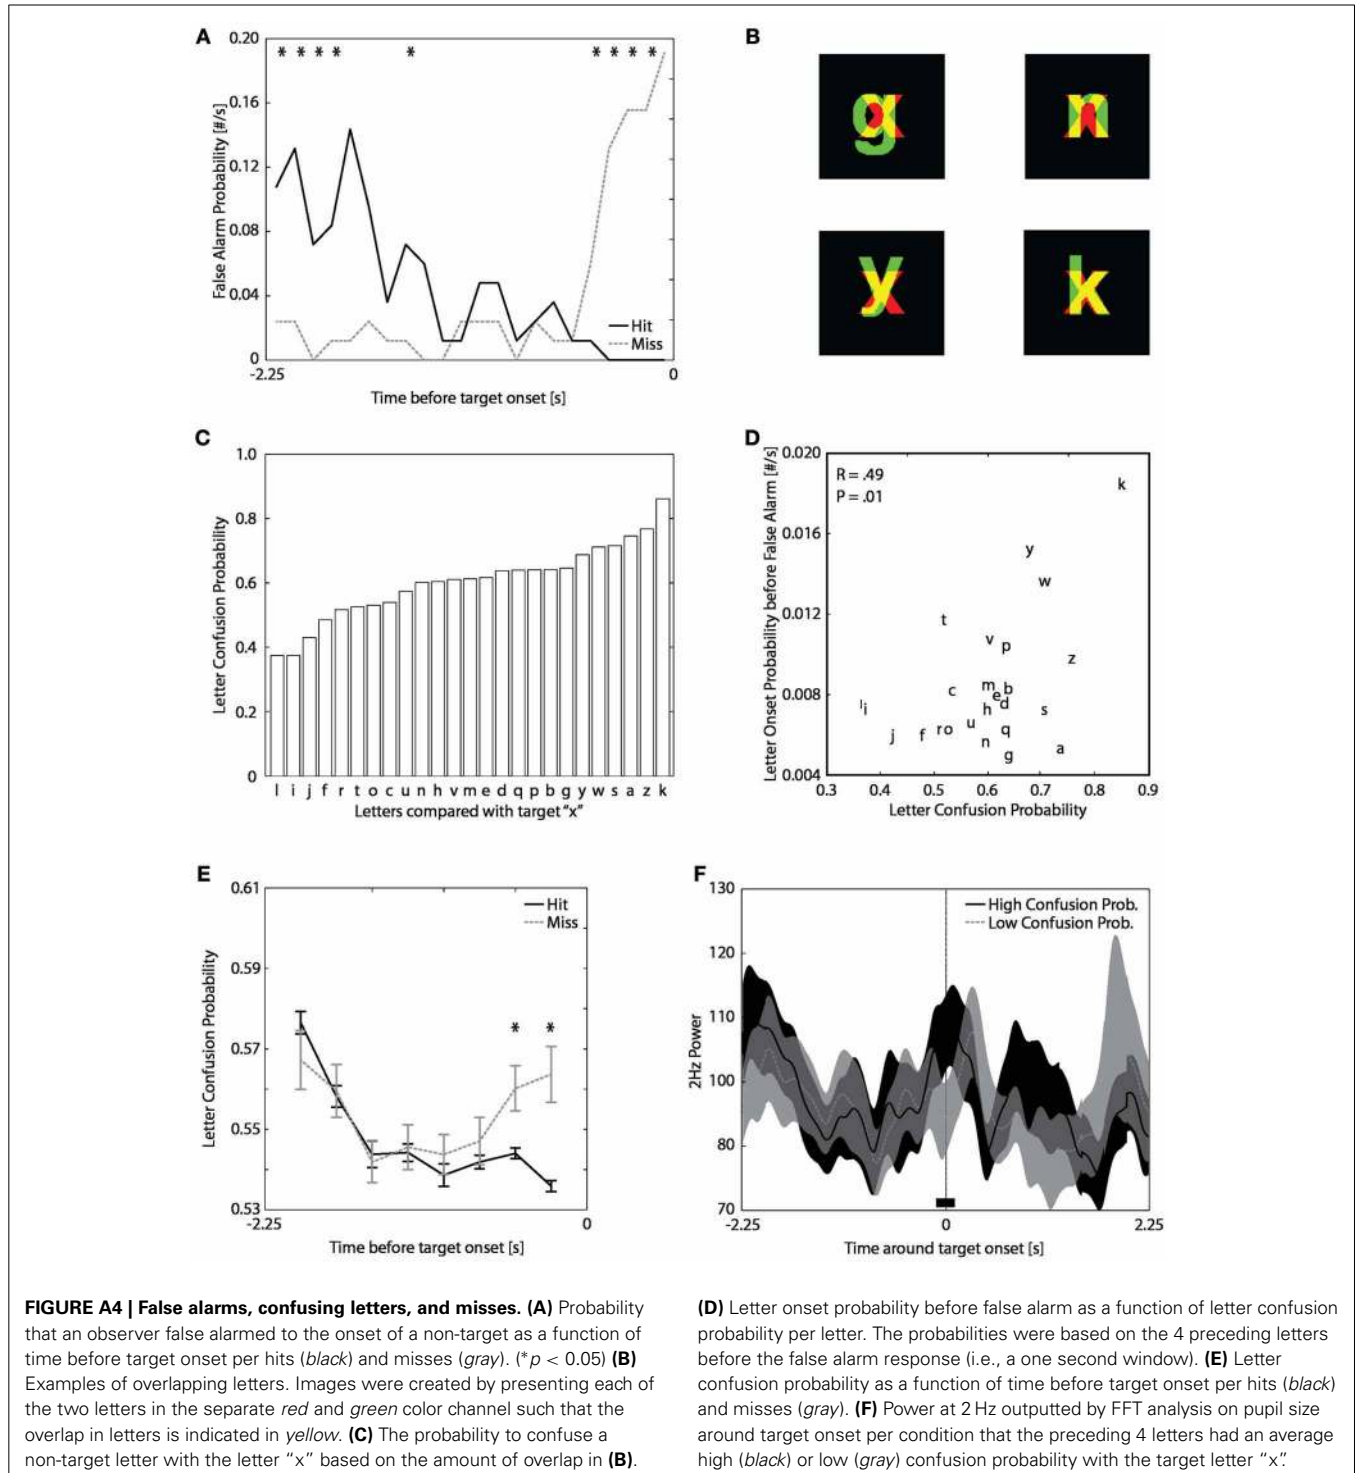 A
0.20
0.16
0.12
0.08
0.04
0
* * * * * * * * *
False Alarm Probability [#/s]
Hit
Miss
-2.25
0
Time before target onset [s]
B
g x
n x
y x
k x
C
1.0
0.8
0.6
0.4
0.2
0
Letter Confusion Probability
l i j f r t o c u n h v m e d q p b g y w s a z k
Letters compared with target "x"
D
0.020
0.016
0.012
0.008
0.004
Letter Onset Probability before False Alarm [#/s]
R = .49
P = .01
k
y
w
t
v
p
z
c
m
e
b
d
l
i
h
s
j
f
r
o
u
n
q
g
a
0.3 0.4 0.5 0.6 0.7 0.8 0.9
Letter Confusion Probability
E
0.61
0.59
0.57
0.55
0.53
Letter Confusion Probability
Hit
Miss
* *
-2.25
0
Time before target onset [s]
F
130
120
110
100
90
80
70
2Hz Power
High Confusion Prob.
Low Confusion Prob.
-2.25
0
2.25
Time around target onset [s]
FIGURE A4 | False alarms, confusing letters, and misses. (A) Probability
that an observer false alarmed to the onset of a non-target as a function of
time before target onset per hits (black) and misses (gray). (*p < 0.05) (B)
Examples of overlapping letters. Images were created by presenting each of
the two letters in the separate red and green color channel such that the
overlap in letters is indicated in yellow. (C) The probability to confuse a
non-target letter with the letter "x" based on the amount of overlap in (B).
(D) Letter onset probability before false alarm as a function of letter confusion
probability per letter. The probabilities were based on the 4 preceding letters
before the false alarm response (i.e., a one second window). (E) Letter
confusion probability as a function of time before target onset per hits (black)
and misses (gray). (F) Power at 2 Hz outputted by FFT analysis on pupil size
around target onset per condition that the preceding 4 letters had an average
high (black) or low (gray) confusion probability with the target letter "x".